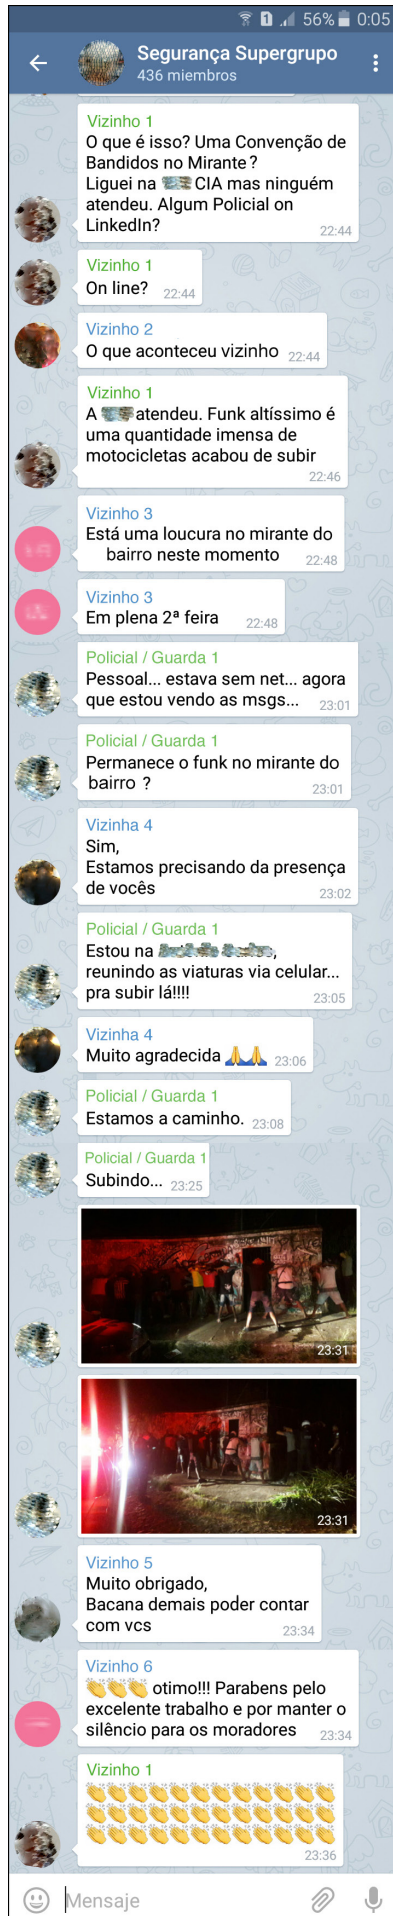 56% 0:05
Segurança Supergrupo
436 miembros
Vizinho 1
O que é isso? Uma Convenção de
Bandidos no Mirante?
Liguei na CIA mas ninguém
atendeu. Algum Policial on
LinkedIn?
22:44
Vizinho 1
On line? 22:44
Vizinho 2
O que aconteceu vizinho 22:44
Vizinho 1
A atendeu. Funk altíssimo é
uma quantidade imensa de
motocicletas acabou de subir
22:46
Vizinho 3
Está uma loucura no mirante do
bairro neste momento 22:48
Vizinho 3
Em plena 2ª feira 22:48
Policial / Guarda 1
Pessoal... estava sem net... agora
que estou vendo as msgs... 23:01
Policial / Guarda 1
Permanece o funk no mirante do
bairro ? 23:01
Vizinha 4
Sim,
Estamos precisando da presença
de vocês 23:02
Policial / Guarda 1
Estou na ,
reunindo as viaturas via celular...
pra subir lá!!!! 23:05
Vizinha 4
Muito agradecida 🙏🙏 23:06
Policial / Guarda 1
Estamos a caminho. 23:08
Policial / Guarda 1
Subindo... 23:25
23:31
23:31
Vizinho 5
Muito obrigado,
Bacana demais poder contar
com vcs 23:34
Vizinho 6
👏👏👏 otimo!!! Parabens pelo
excelente trabalho e por manter o
silêncio para os moradores 23:34
Vizinho 1
👏👏👏👏👏👏👏👏👏👏👏👏
👏👏👏👏👏👏👏👏👏👏👏👏
👏👏👏👏👏👏👏👏👏👏👏👏
23:36
Mensaje